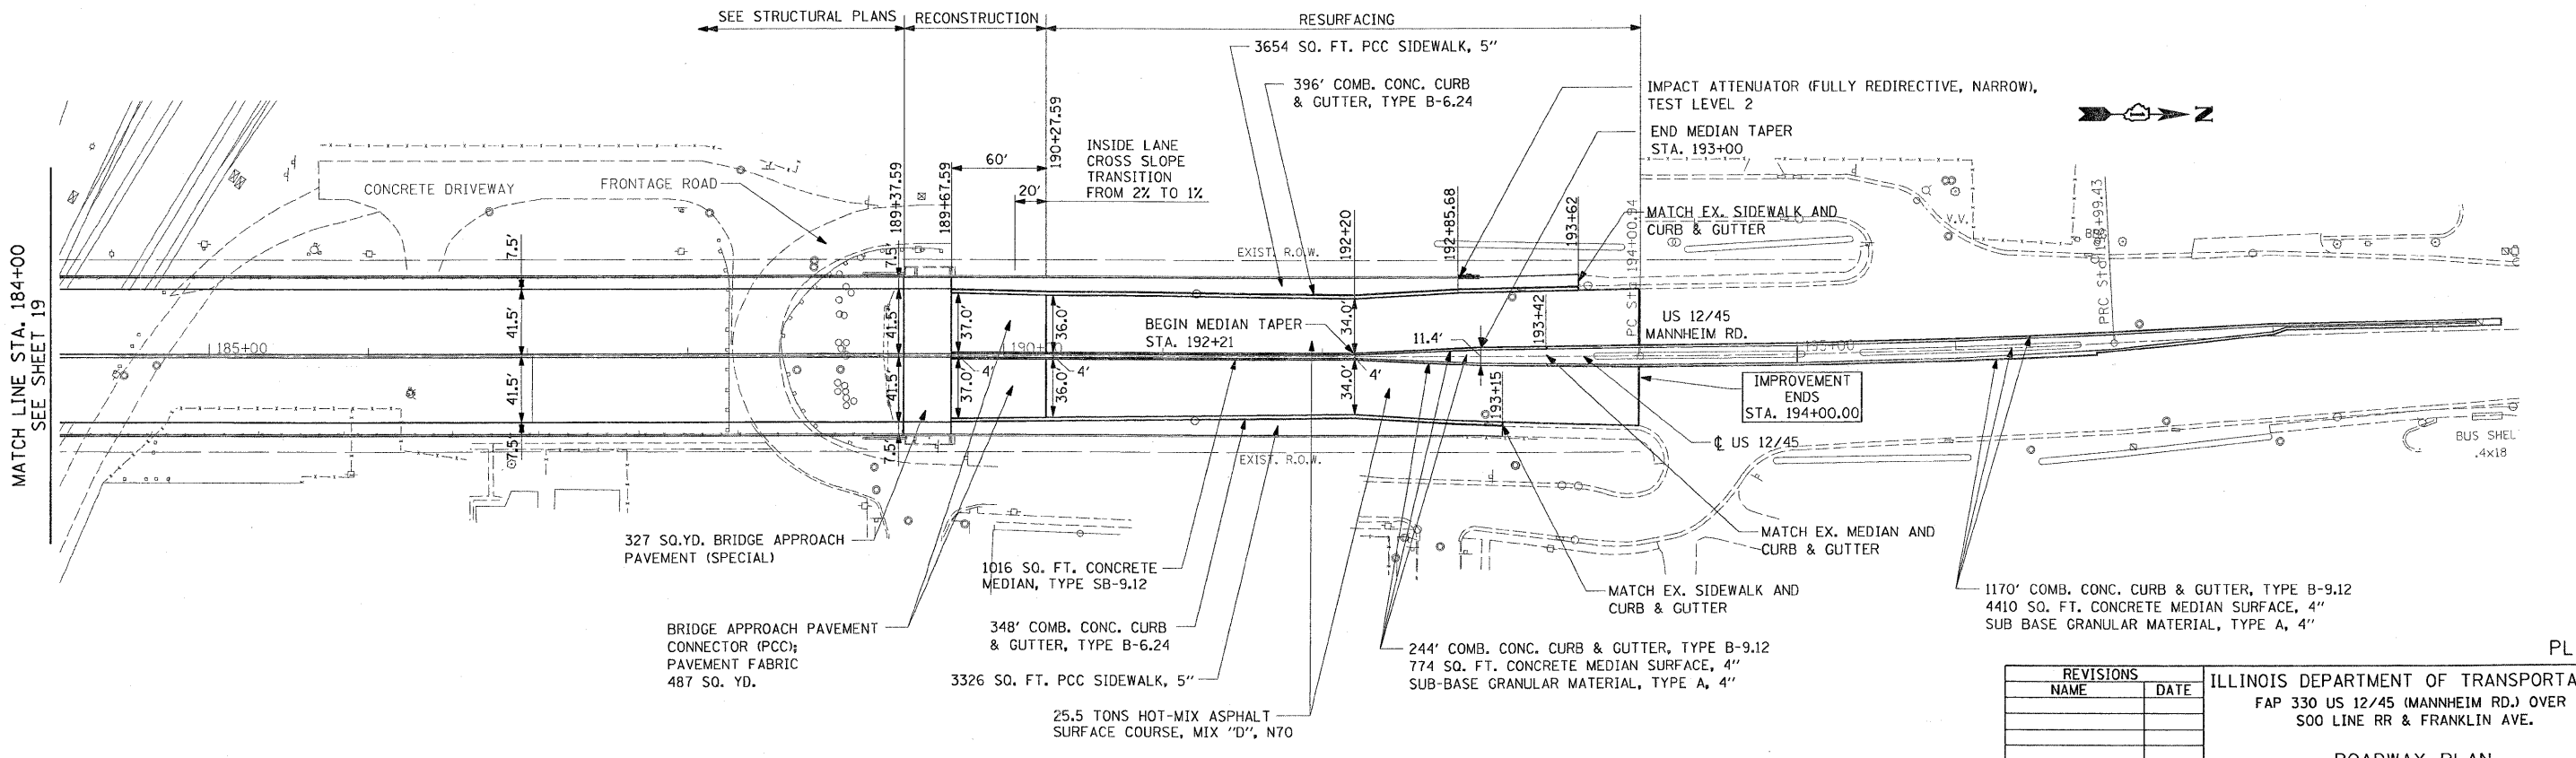 SEE STRUCTURAL PLANS
RECONSTRUCTION
RESURFACING
3654 SQ. FT. PCC SIDEWALK, 5"
396' COMB. CONC. CURB
& GUTTER, TYPE B-6.24
IMPACT ATTENUATOR (FULLY REDIRECTIVE, NARROW),
TEST LEVEL 2
END MEDIAN TAPER
STA. 193+00
N
MATCH LINE STA. 184+00
SEE SHEET 19
CONCRETE DRIVEWAY
FRONTAGE ROAD
189+37.59
189+67.59
60'
20'
190+27.59
INSIDE LANE
CROSS SLOPE
TRANSITION
FROM 2% TO 1%
EXIST. R.O.W.
192+20
192+85.68
193+62
MATCH EX. SIDEWALK AND
CURB & GUTTER
PC Sta 194+00.94
V.V.
7.5'
7.5'
41.5'
41.5'
37.0'
36.0'
34.0'
185+00
190+00
BEGIN MEDIAN TAPER
STA. 192+21
11.4'
193+42
US 12/45
MANNHEIM RD.
195+00
41.5'
41.5'
37.0'
4'
36.0'
4'
34.0'
4'
193+15
IMPROVEMENT
ENDS
STA. 194+00.00
℄ US 12/45
7.5'
7.5'
EXIST. R.O.W.
BUS SHEL
.4x18
327 SQ.YD. BRIDGE APPROACH
PAVEMENT (SPECIAL)
1016 SQ. FT. CONCRETE
MEDIAN, TYPE SB-9.12
MATCH EX. MEDIAN AND
CURB & GUTTER
MATCH EX. SIDEWALK AND
CURB & GUTTER
1170' COMB. CONC. CURB & GUTTER, TYPE B-9.12
4410 SQ. FT. CONCRETE MEDIAN SURFACE, 4"
SUB BASE GRANULAR MATERIAL, TYPE A, 4"
BRIDGE APPROACH PAVEMENT
CONNECTOR (PCC);
PAVEMENT FABRIC
487 SQ. YD.
348' COMB. CONC. CURB
& GUTTER, TYPE B-6.24
3326 SQ. FT. PCC SIDEWALK, 5"
244' COMB. CONC. CURB & GUTTER, TYPE B-9.12
774 SQ. FT. CONCRETE MEDIAN SURFACE, 4"
SUB-BASE GRANULAR MATERIAL, TYPE A, 4"
25.5 TONS HOT-MIX ASPHALT
SURFACE COURSE, MIX "D", N70
PL
REVISIONS
NAME DATE
ILLINOIS DEPARTMENT OF TRANSPORTA
FAP 330 US 12/45 (MANNHEIM RD.) OVER
SOO LINE RR & FRANKLIN AVE.
ROADWAY PLAN